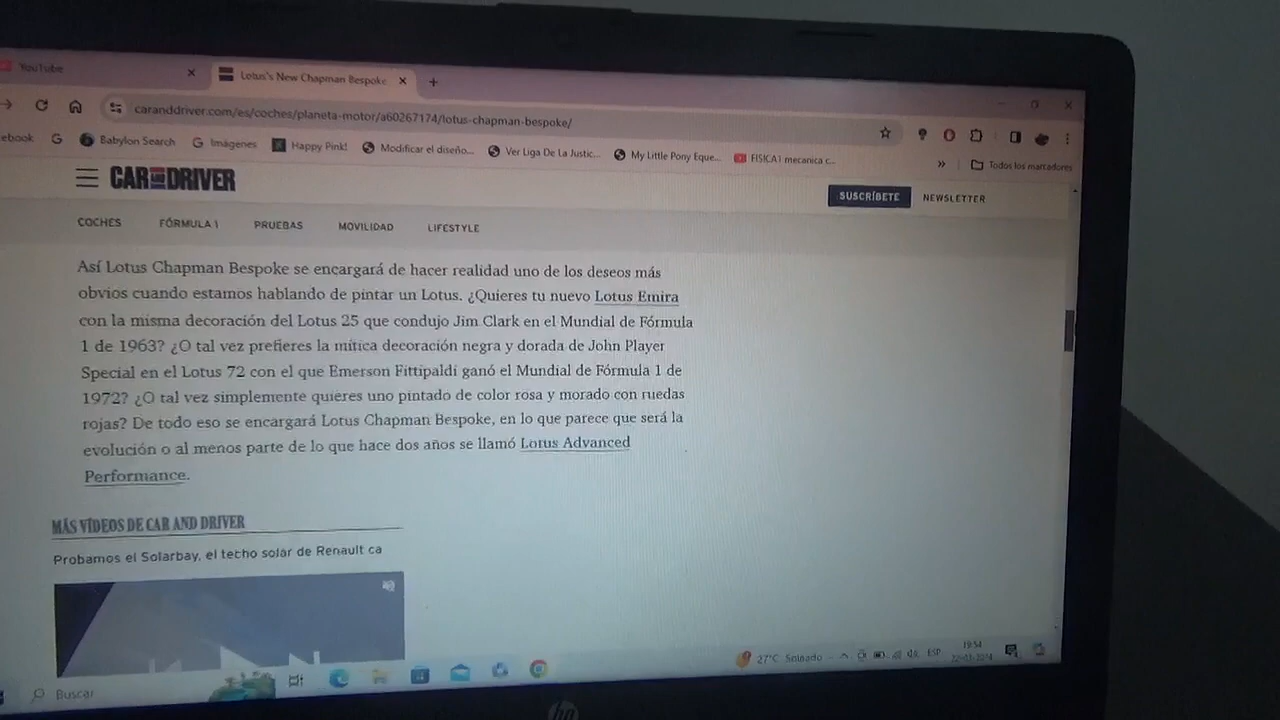 YouTube
Lotus's New Chapman Bespoke
caranddriver.com/es/coches/planeta-motor/a60267174/lotus-chapman-bespoke/
ebook
Babylon Search
Imágenes
Happy Pink!
Modificar el diseño...
Ver Liga De La Justic...
My Little Pony Eque...
FISICA I mecanica c...
Todos los marcadores
CAR AND DRIVER
SUSCRÍBETE
NEWSLETTER
COCHES
FÓRMULA 1
PRUEBAS
MOVILIDAD
LIFESTYLE
Así Lotus Chapman Bespoke se encargará de hacer realidad uno de los deseos más
obvios cuando estamos hablando de pintar un Lotus. ¿Quieres tu nuevo Lotus Emira
con la misma decoración del Lotus 25 que condujo Jim Clark en el Mundial de Fórmula
1 de 1963? ¿O tal vez prefieres la mítica decoración negra y dorada de John Player
Special en el Lotus 72 con el que Emerson Fittipaldi ganó el Mundial de Fórmula 1 de
1972? ¿O tal vez simplemente quieres uno pintado de color rosa y morado con ruedas
rojas? De todo eso se encargará Lotus Chapman Bespoke, en lo que parece que será la
evolución o al menos parte de lo que hace dos años se llamó Lotus Advanced
Performance.
MÁS VÍDEOS DE CAR AND DRIVER
Probamos el Solarbay, el techo solar de Renault ca
Buscar
27°C Soleado
ESP
19:54
hp